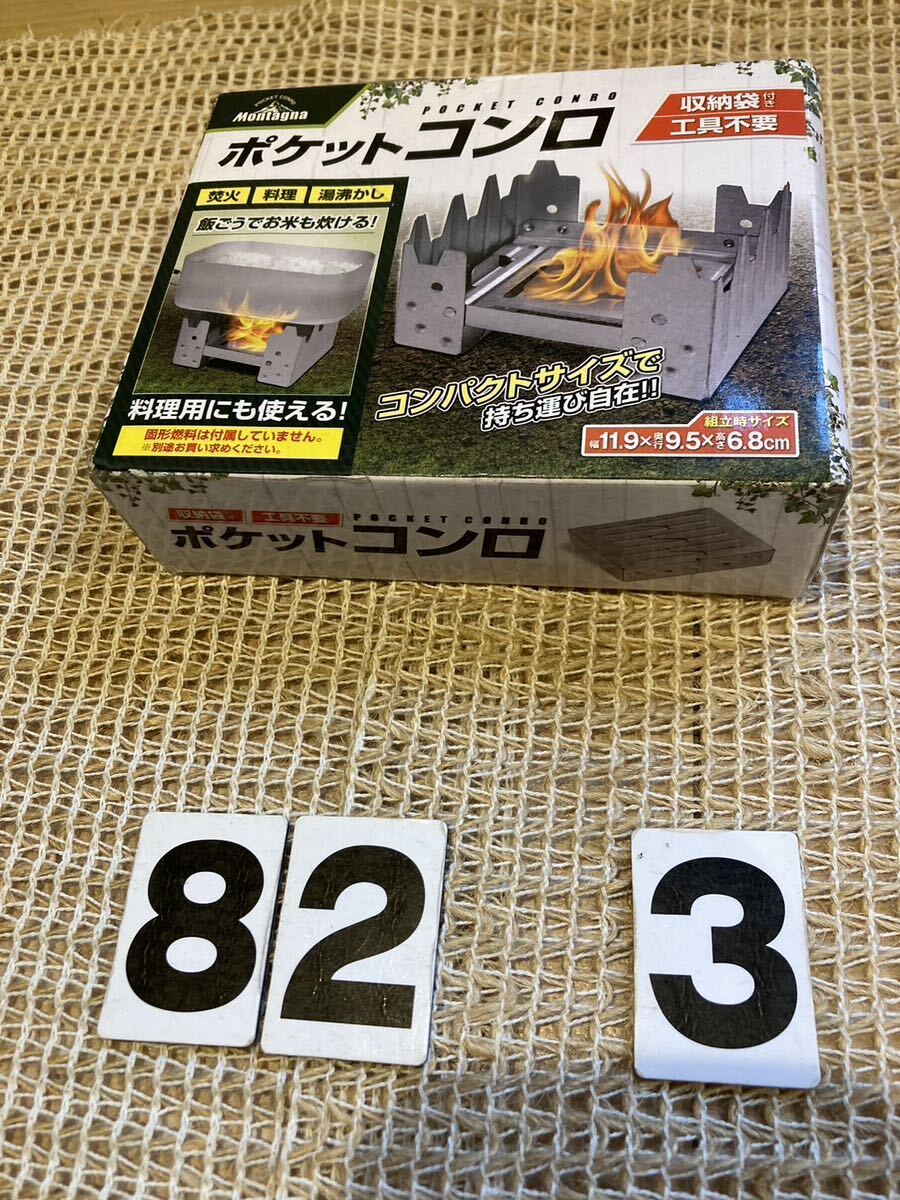 POCKET CONRO
Montagna
POCKET CONRO
ポケットコンロ
収納袋付き
工具不要
焚火 料理 湯沸かし
飯ごうでお米も炊ける!
料理用にも使える!
固形燃料は付属していません。
※別途お買い求めください。
コンパクトサイズで
持ち運び自在!!
組立時サイズ
幅11.9×奥行9.5×高さ6.8cm
収納袋 工具不要
POCKET CONRO
ポケットコンロ
82 3